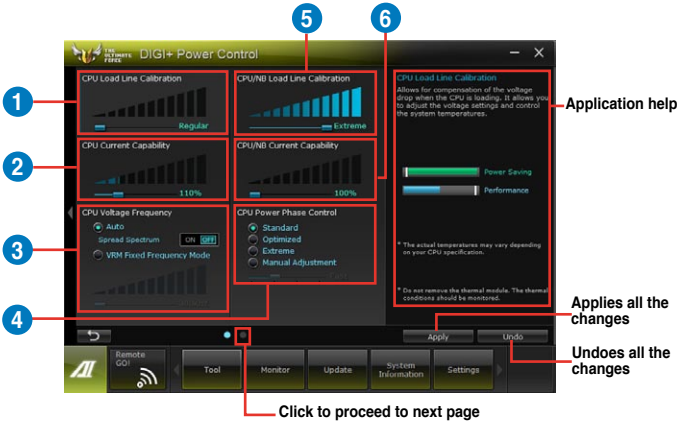 5
6
THE ULTIMATE FORCE
DIGI+ Power Control
1
CPU Load Line Calibration
Regular
CPU/NB Load Line Calibration
Extreme
2
CPU Current Capability
110%
CPU/NB Current Capability
100%
3
CPU Voltage Frequency
Auto
Spread Spectrum
ON OFF
VRM Fixed Frequency Mode
4
CPU Power Phase Control
Standard
Optimized
Extreme
Manual Adjustment
Fast
CPU Load Line Calibration
Allows for compensation of the voltage
drop when the CPU is loading. It allows you
to adjust the voltage settings and control
the system temperatures.
Power Saving
Performance
* The actual temperatures may vary depending
on your CPU specification.
* Do not remove the thermal module. The thermal
conditions should be monitored.
Application help
Applies all the
changes
Apply
Undo
Undoes all the
changes
Remote
GO!
Tool
Monitor
Update
System
Information
Settings
Click to proceed to next page